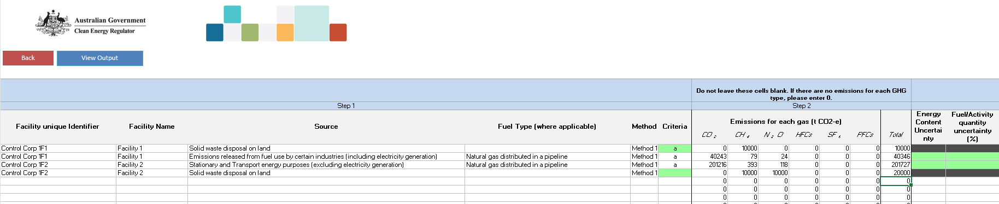 Australian Government
Clean Energy Regulator
Back
View Output
Do not leave these cells blank. If there are no emissions for each GHG
type, please enter 0.
Step 1
Step 2
Facility unique Identifier
Facility Name
Source
Fuel Type (where applicable)
Method
Criteria
Emissions for each gas (t CO2-e)
CO₂ CH₄ N₂O HFCs SF₆ PFCs Total
Energy
Content
Uncertai
nty
Fuel/Activity
quantity
uncertainty
(%)
Control Corp 1F1 Facility 1 Solid waste disposal on land Method 1 a 0 10000 0 0 0 0 10000
Control Corp 1F1 Facility 1 Emissions released from fuel use by certain industries (including electricity generation) Natural gas distributed in a pipeline Method 1 a 40243 79 24 0 0 0 40346
Control Corp 1F2 Facility 2 Stationary and Transport energy purposes (excluding electricity generation) Natural gas distributed in a pipeline Method 1 a 201216 393 118 0 0 0 201727
Control Corp 1F2 Facility 2 Solid waste disposal on land Method 1 0 10000 10000 0 0 0 20000
0 0 0 0 0 0 0
0 0 0 0 0 0 0
0 0 0 0 0 0 0